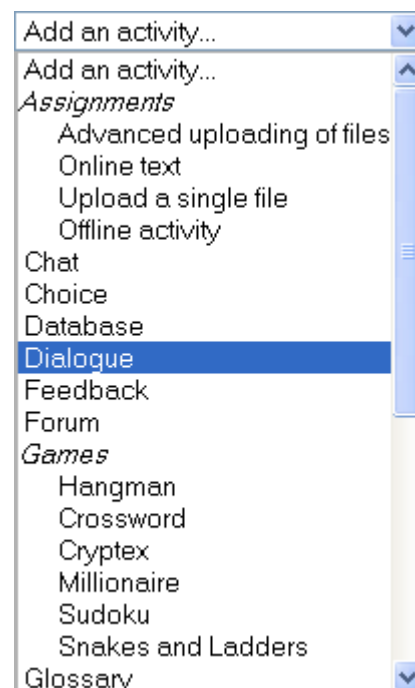 Add an activity...
Add an activity...
Assignments
Advanced uploading of files
Online text
Upload a single file
Offline activity
Chat
Choice
Database
Dialogue
Feedback
Forum
Games
Hangman
Crossword
Cryptex
Millionaire
Sudoku
Snakes and Ladders
Glossary